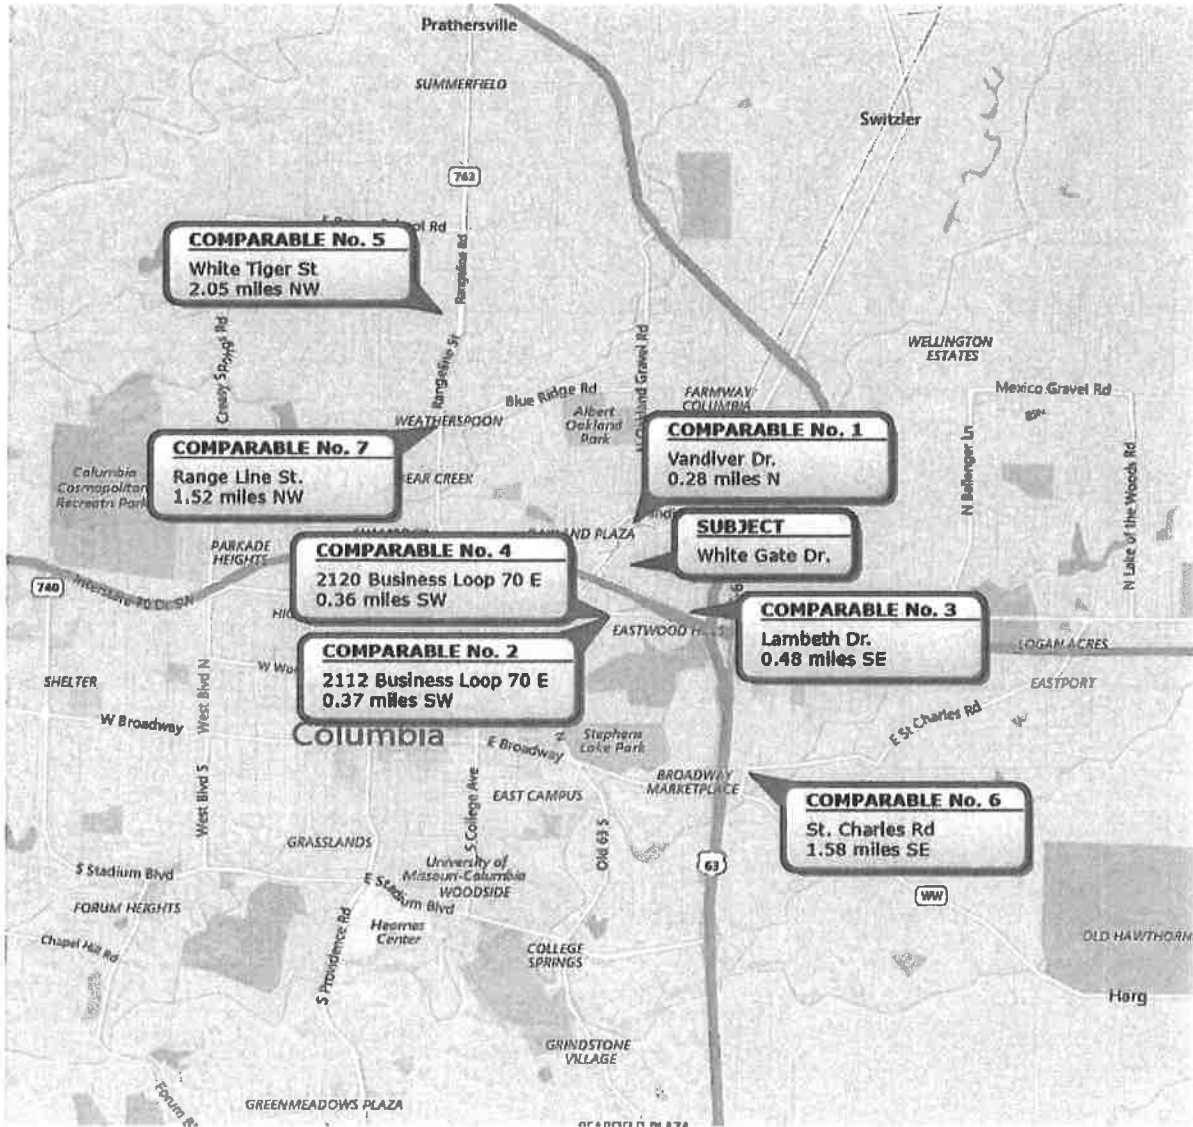 Prathersville
SUMMERFIELD
Switzler
763
Rangeline Rd
COMPARABLE No. 5
White Tiger St
2.05 miles NW
Creasy Springs Rd
Rangeline St
N Oakland Gravel Rd
WELLINGTON
ESTATES
Mexico Gravel Rd
Blue Ridge Rd
FARMWAY
COLUMBIA
WEATHERSPOON
Albert
Oakland
Park
COMPARABLE No. 1
Vandiver Dr.
0.28 miles N
COMPARABLE No. 7
Range Line St.
1.52 miles NW
EAR CREEK
Columbia
Cosmopolitan
Recreatn Park
N Ballenger Ln
N Lake of the Woods Rd
SUBJECT
White Gate Dr.
PARKADE
HEIGHTS
LAND PLAZA
COMPARABLE No. 4
2120 Business Loop 70 E
0.36 miles SW
740
Interstate 70
COMPARABLE No. 3
Lambeth Dr.
0.48 miles SE
EASTWOOD H
COMPARABLE No. 2
2112 Business Loop 70 E
0.37 miles SW
LOGAN ACRES
EASTPORT
SHELTER
West Blvd N
W Broadway
Columbia
E Broadway
Stephens
Lake Park
E St Charles Rd
BROADWAY
MARKETPLACE
COMPARABLE No. 6
St. Charles Rd
1.58 miles SE
West Blvd S
EAST CAMPUS
S College Ave
Old 63 S
GRASSLANDS
University of
Missouri-Columbia
WOODSIDE
63
S Stadium Blvd
E Stadium Blvd
FORUM HEIGHTS
WW
Hearnes
Center
Chapel Hill Rd
S Providence Rd
COLLEGE
SPRINGS
OLD HAWTHORN
Harg
GRINDSTONE
VILLAGE
GREENMEADOWS PLAZA